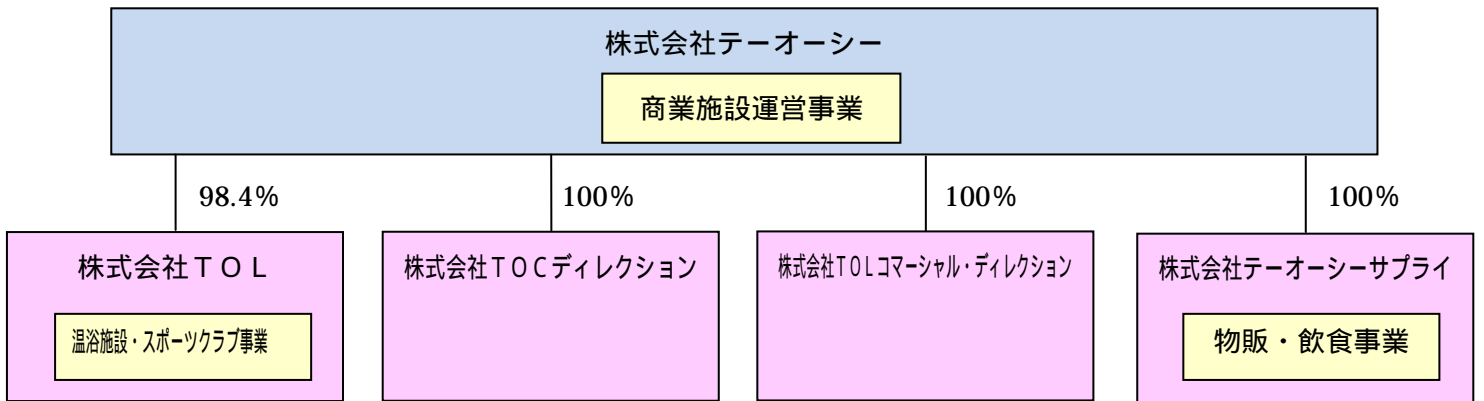 株式会社テーオーシー
商業施設運営事業
98.4%
100%
100%
100%
株式会社ＴＯＬ
株式会社ＴＯＣディレクション
株式会社ＴＯＬコマーシャル・ディレクション
株式会社テーオーシーサプライ
温浴施設・スポーツクラブ事業
物販・飲食事業